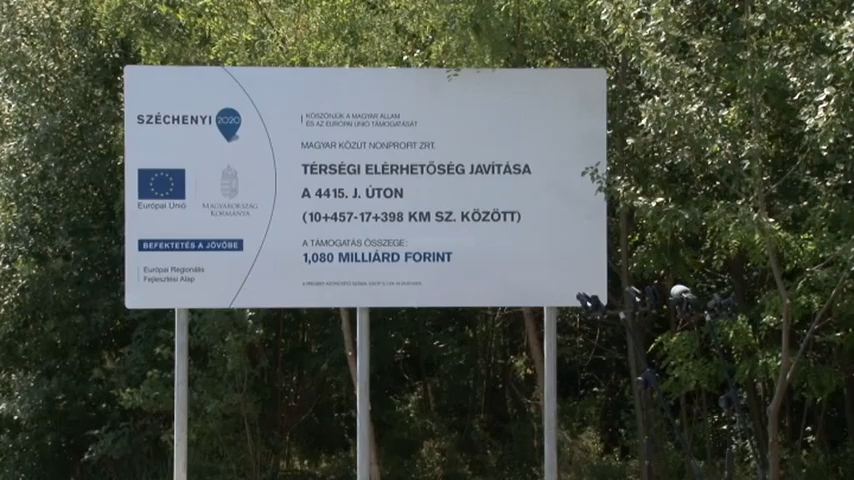 SZÉCHENYI 2020
Európai Unió
MAGYARORSZÁG
KORMÁNYA
BEFEKTETÉS A JÖVŐBE
Európai Regionális
Fejlesztési Alap
KÖSZÖNJÜK A MAGYAR ÁLLAM
ÉS AZ EURÓPAI UNIÓ TÁMOGATÁSÁT
MAGYAR KÖZÚT NONPROFIT ZRT.
TÉRSÉGI ELÉRHETŐSÉG JAVÍTÁSA
A 4415. J. ÚTON
(10+457-17+398 KM SZ. KÖZÖTT)
A TÁMOGATÁS ÖSSZEGE:
1,080 MILLIÁRD FORINT